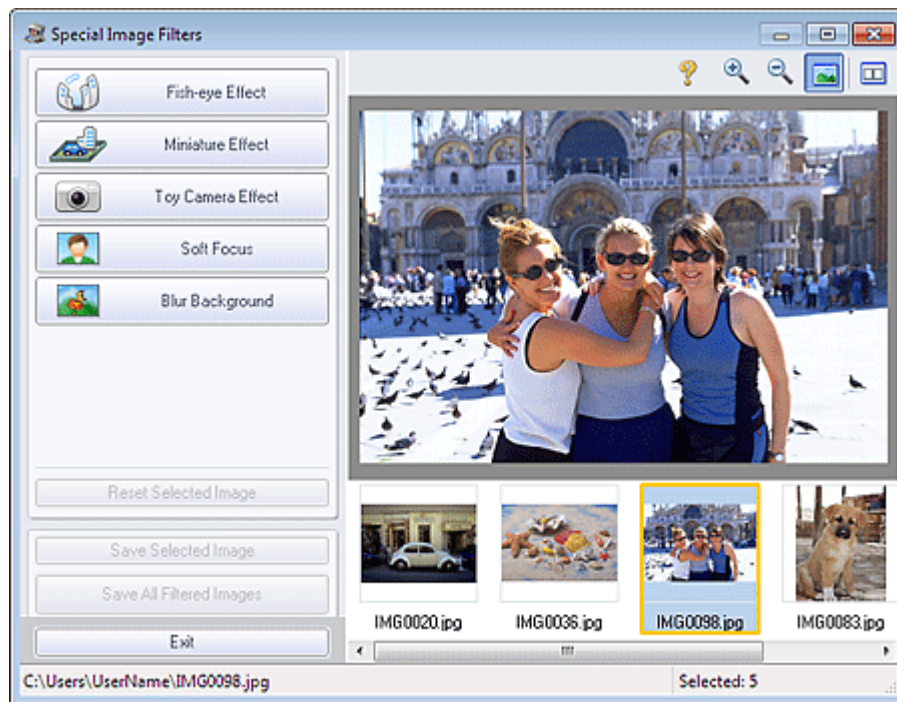 Special Image Filters
Fish-eye Effect
Miniature Effect
Toy Camera Effect
Soft Focus
Blur Background
Reset Selected Image
Save Selected Image
Save All Filtered Images
Exit
IMG0020.jpg
IMG0036.jpg
IMG0098.jpg
IMG0083.jpg
C:\Users\UserName\IMG0098.jpg
Selected: 5